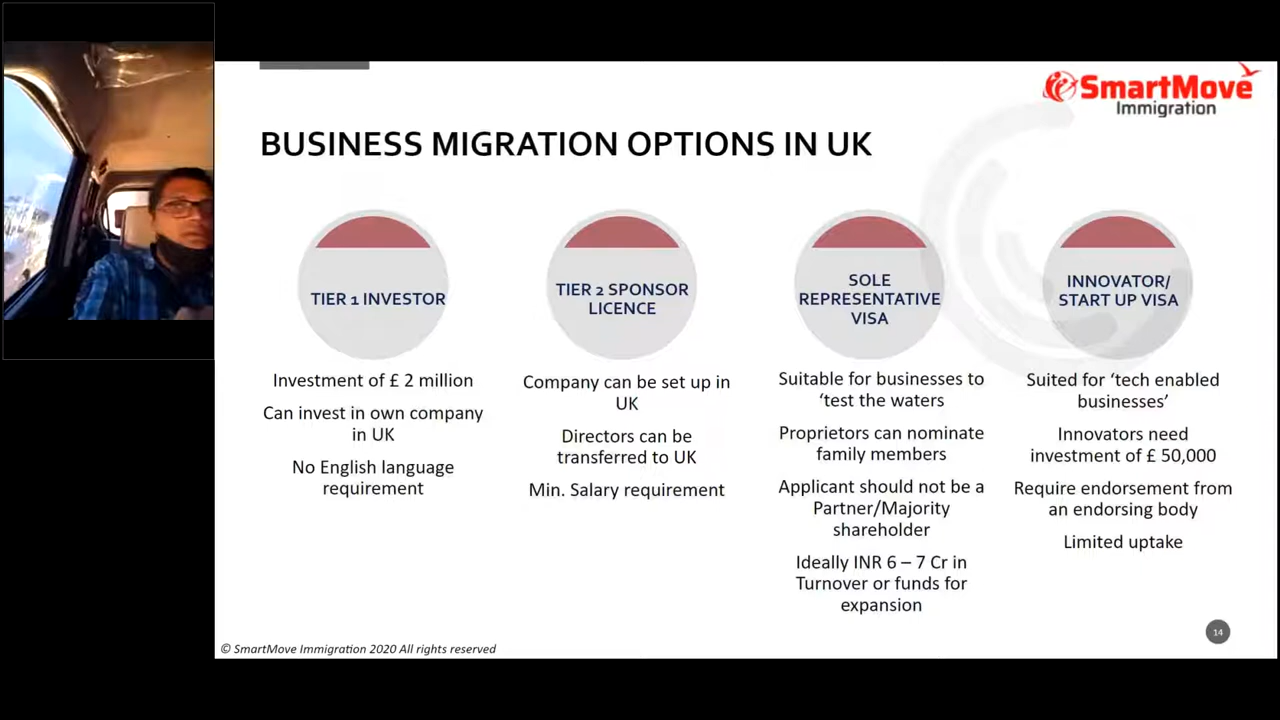 SmartMove
Immigration
BUSINESS MIGRATION OPTIONS IN UK
TIER 1 INVESTOR
Investment of £ 2 million
Can invest in own company
in UK
No English language
requirement
TIER 2 SPONSOR
LICENCE
Company can be set up in
UK
Directors can be
transferred to UK
Min. Salary requirement
SOLE
REPRESENTATIVE
VISA
Suitable for businesses to
‘test the waters
Proprietors can nominate
family members
Applicant should not be a
Partner/Majority
shareholder
Ideally INR 6 – 7 Cr in
Turnover or funds for
expansion
INNOVATOR/
START UP VISA
Suited for ‘tech enabled
businesses’
Innovators need
investment of £ 50,000
Require endorsement from
an endorsing body
Limited uptake
14
© SmartMove Immigration 2020 All rights reserved